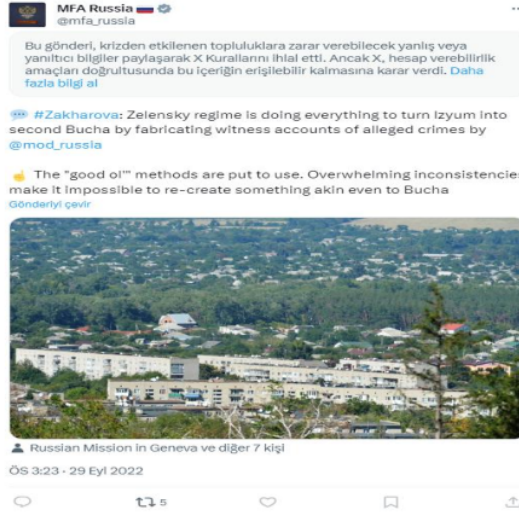 MFA Russia
@mfa_russia
Bu gönderi, krizden etkilenen topluluklara zarar verebilecek yanlış veya
yanıltıcı bilgiler paylaşarak X Kurallarını ihlal etti. Ancak X, hesap verebilirlik
amaçları doğrultusunda bu içeriğin erişilebilir kalmasına karar verdi. Daha
fazla bilgi al
#Zakharova: Zelensky regime is doing everything to turn Izyum into
second Bucha by fabricating witness accounts of alleged crimes by
@mod_russia
The "good ol'" methods are put to use. Overwhelming inconsistencies
make it impossible to re-create something akin even to Bucha
Gönderiyi çevir
Russian Mission in Geneva ve diğer 7 kişi
ÖS 3:23 · 29 Eyl 2022
5